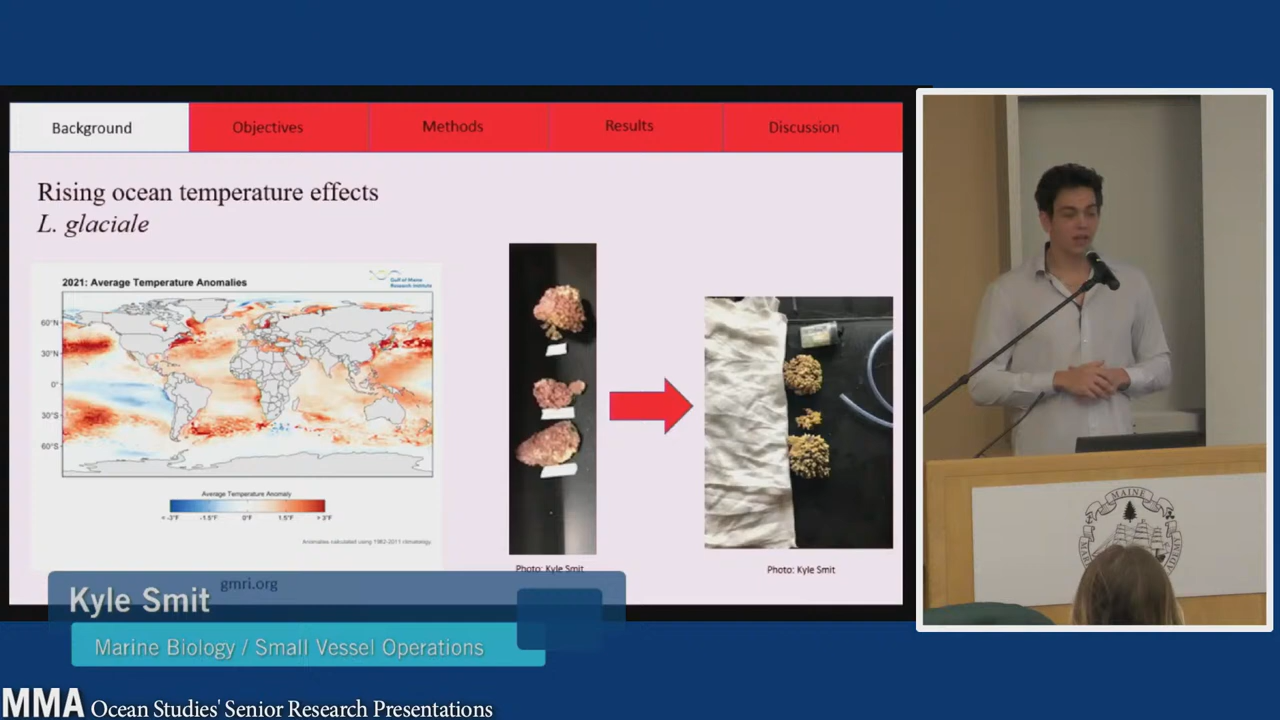 Background
Objectives
Methods
Results
Discussion
Rising ocean temperature effects
L. glaciale
2021: Average Temperature Anomalies
Gulf of Maine
Research Institute
60°N
30°N
0°
30°S
60°S
Average Temperature Anomaly
< -3°F
-1.5°F
0°F
1.5°F
> 3°F
Anomalies calculated using 1982-2011 climatology
gmri.org
Photo: Kyle Smit
Photo: Kyle Smit
MAINE
Kyle Smit
Marine Biology / Small Vessel Operations
MMA Ocean Studies' Senior Research Presentations